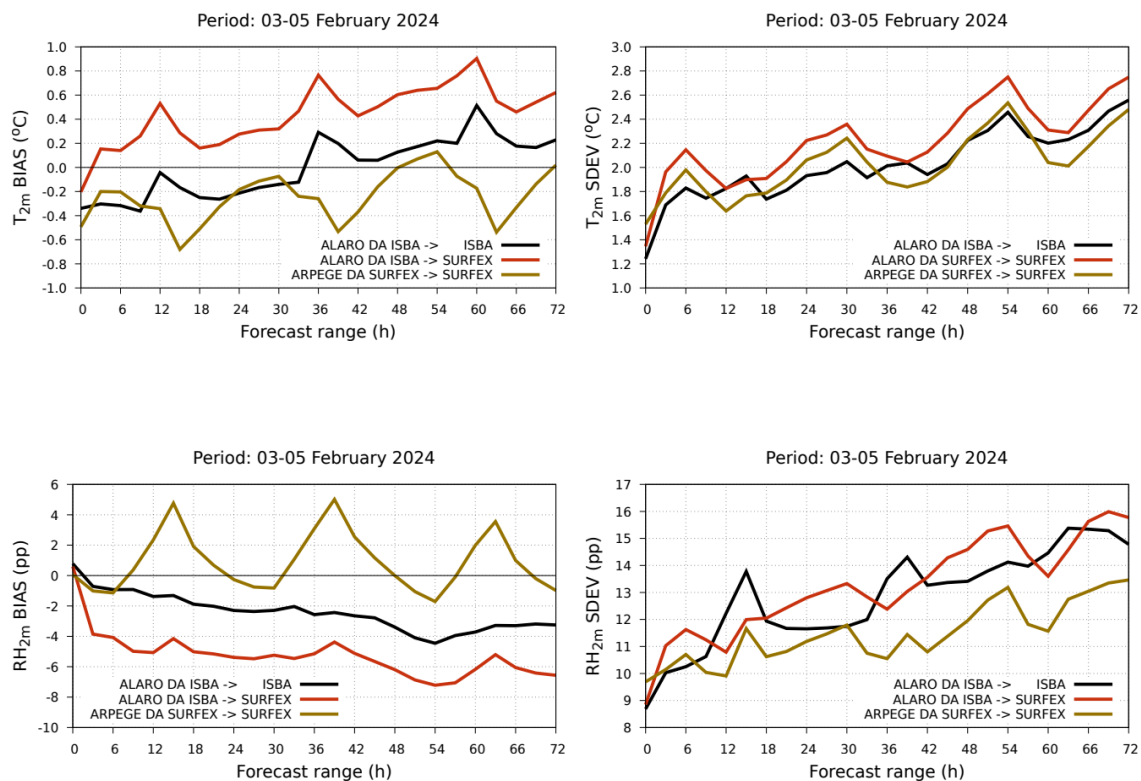 Period: 03-05 February 2024
T2m BIAS (°C)
1.0
0.8
0.6
0.4
0.2
0.0
-0.2
-0.4
-0.6
-0.8
-1.0
ALARO DA ISBA -> ISBA
ALARO DA ISBA -> SURFEX
ARPEGE DA SURFEX -> SURFEX
0 6 12 18 24 30 36 42 48 54 60 66 72
Forecast range (h)
Period: 03-05 February 2024
T2m SDEV (°C)
3.0
2.8
2.6
2.4
2.2
2.0
1.8
1.6
1.4
1.2
1.0
ALARO DA ISBA -> ISBA
ALARO DA ISBA -> SURFEX
ARPEGE DA SURFEX -> SURFEX
0 6 12 18 24 30 36 42 48 54 60 66 72
Forecast range (h)
Period: 03-05 February 2024
RH2m BIAS (pp)
6
4
2
0
-2
-4
-6
-8
-10
ALARO DA ISBA -> ISBA
ALARO DA ISBA -> SURFEX
ARPEGE DA SURFEX -> SURFEX
0 6 12 18 24 30 36 42 48 54 60 66 72
Forecast range (h)
Period: 03-05 February 2024
RH2m SDEV (pp)
17
16
15
14
13
12
11
10
9
8
ALARO DA ISBA -> ISBA
ALARO DA ISBA -> SURFEX
ARPEGE DA SURFEX -> SURFEX
0 6 12 18 24 30 36 42 48 54 60 66 72
Forecast range (h)